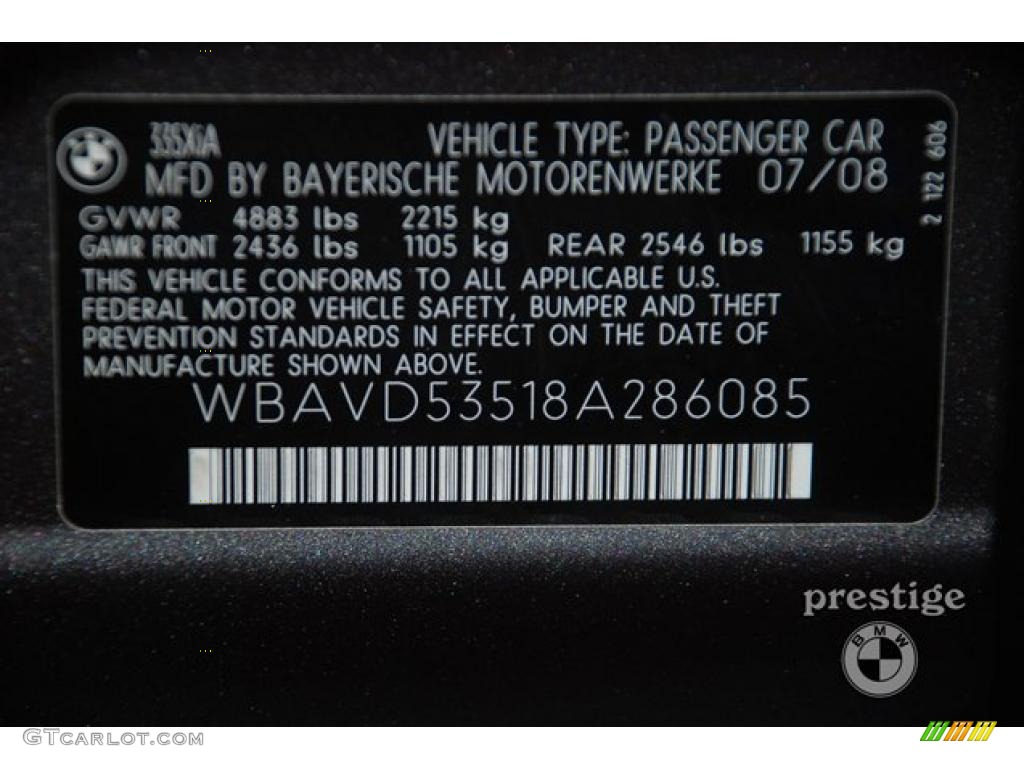 335XiA VEHICLE TYPE: PASSENGER CAR
MFD BY BAYERISCHE MOTORENWERKE 07/08
GVWR 4883 lbs 2215 kg
GAWR FRONT 2436 lbs 1105 kg REAR 2546 lbs 1155 kg
THIS VEHICLE CONFORMS TO ALL APPLICABLE U.S.
FEDERAL MOTOR VEHICLE SAFETY, BUMPER AND THEFT
PREVENTION STANDARDS IN EFFECT ON THE DATE OF
MANUFACTURE SHOWN ABOVE.
WBAVD53518A286085
2 122 606
prestige
BMW
GTCARLOT.COM